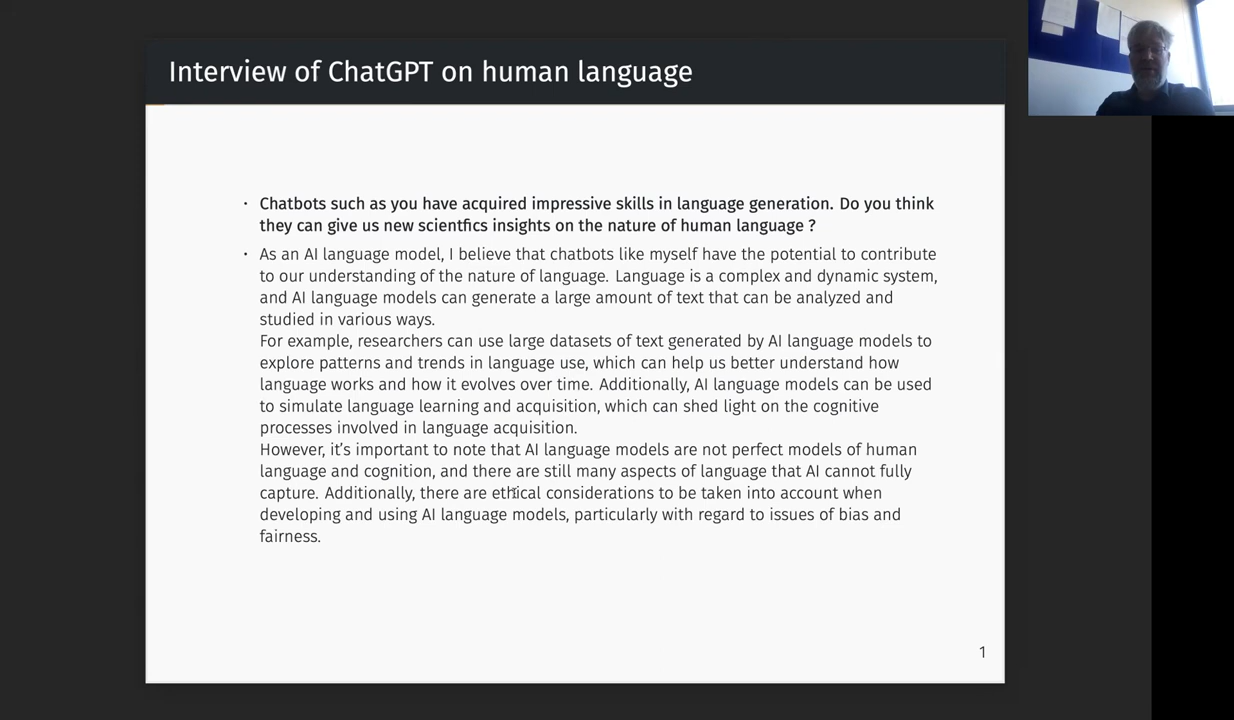 Interview of ChatGPT on human language
· Chatbots such as you have acquired impressive skills in language generation. Do you think
they can give us new scientfics insights on the nature of human language ?
· As an AI language model, I believe that chatbots like myself have the potential to contribute
to our understanding of the nature of language. Language is a complex and dynamic system,
and AI language models can generate a large amount of text that can be analyzed and
studied in various ways.
For example, researchers can use large datasets of text generated by AI language models to
explore patterns and trends in language use, which can help us better understand how
language works and how it evolves over time. Additionally, AI language models can be used
to simulate language learning and acquisition, which can shed light on the cognitive
processes involved in language acquisition.
However, it's important to note that AI language models are not perfect models of human
language and cognition, and there are still many aspects of language that AI cannot fully
capture. Additionally, there are ethical considerations to be taken into account when
developing and using AI language models, particularly with regard to issues of bias and
fairness.
1